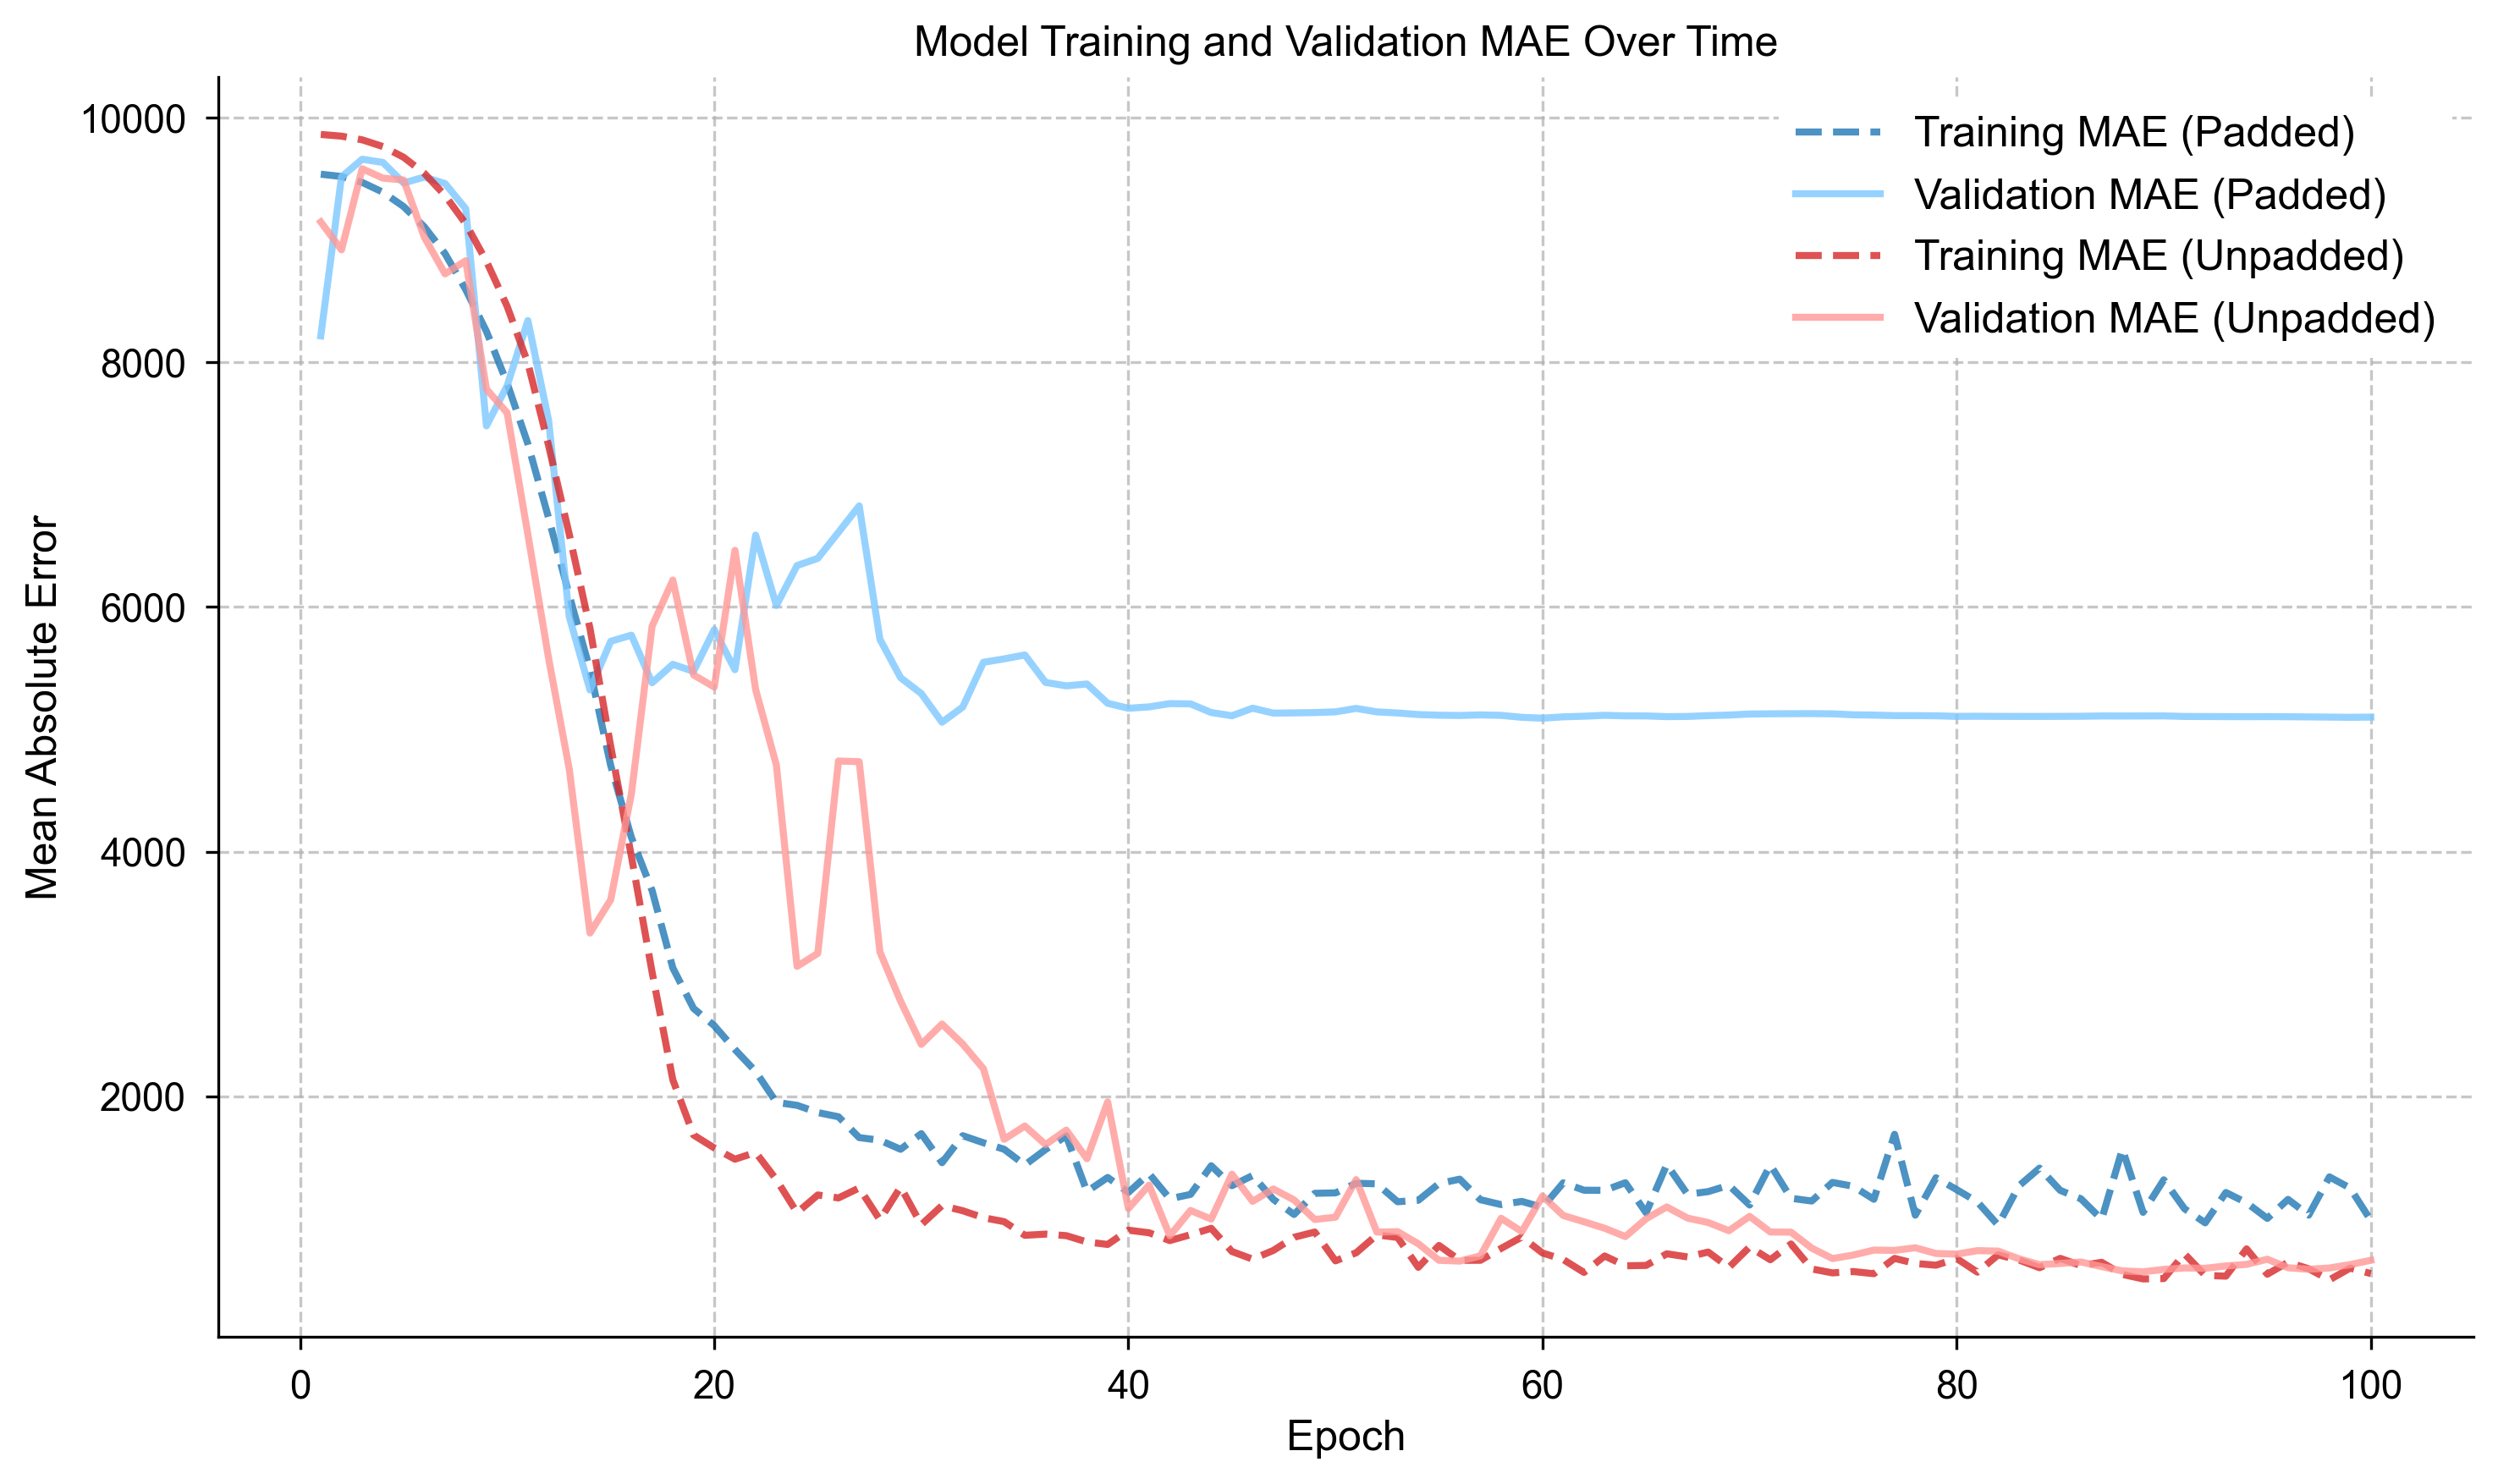 Model Training and Validation MAE Over Time
10000
8000
6000
4000
2000
Mean Absolute Error
Training MAE (Padded)
Validation MAE (Padded)
Training MAE (Unpadded)
Validation MAE (Unpadded)
0 20 40 60 80 100
Epoch